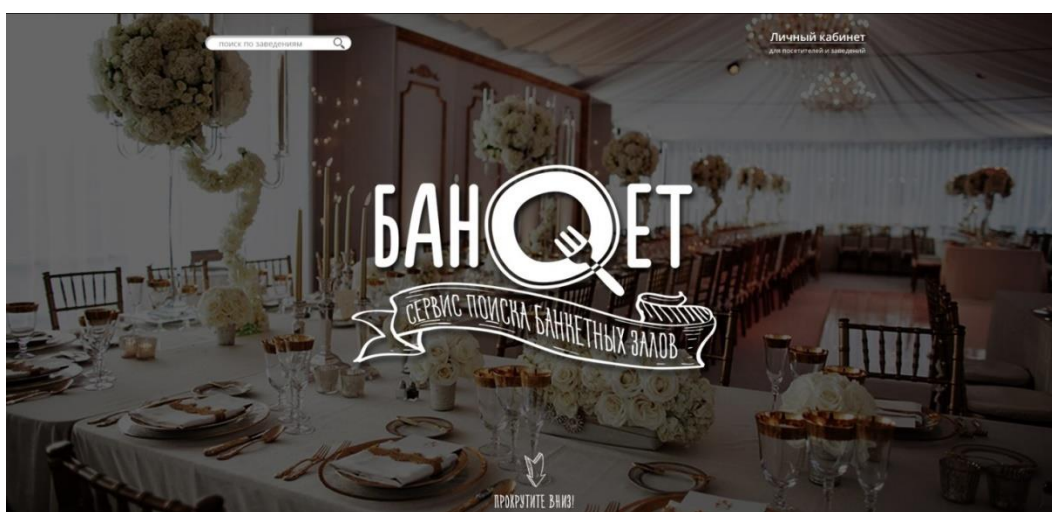 поиск по заведениям
Личный кабинет
для посетителей и заведений
БАНQЕТ
СЕРВИС ПОИСКА БАНКЕТНЫХ ЗАЛОВ
ПРОКРУТИТЕ ВНИЗ!